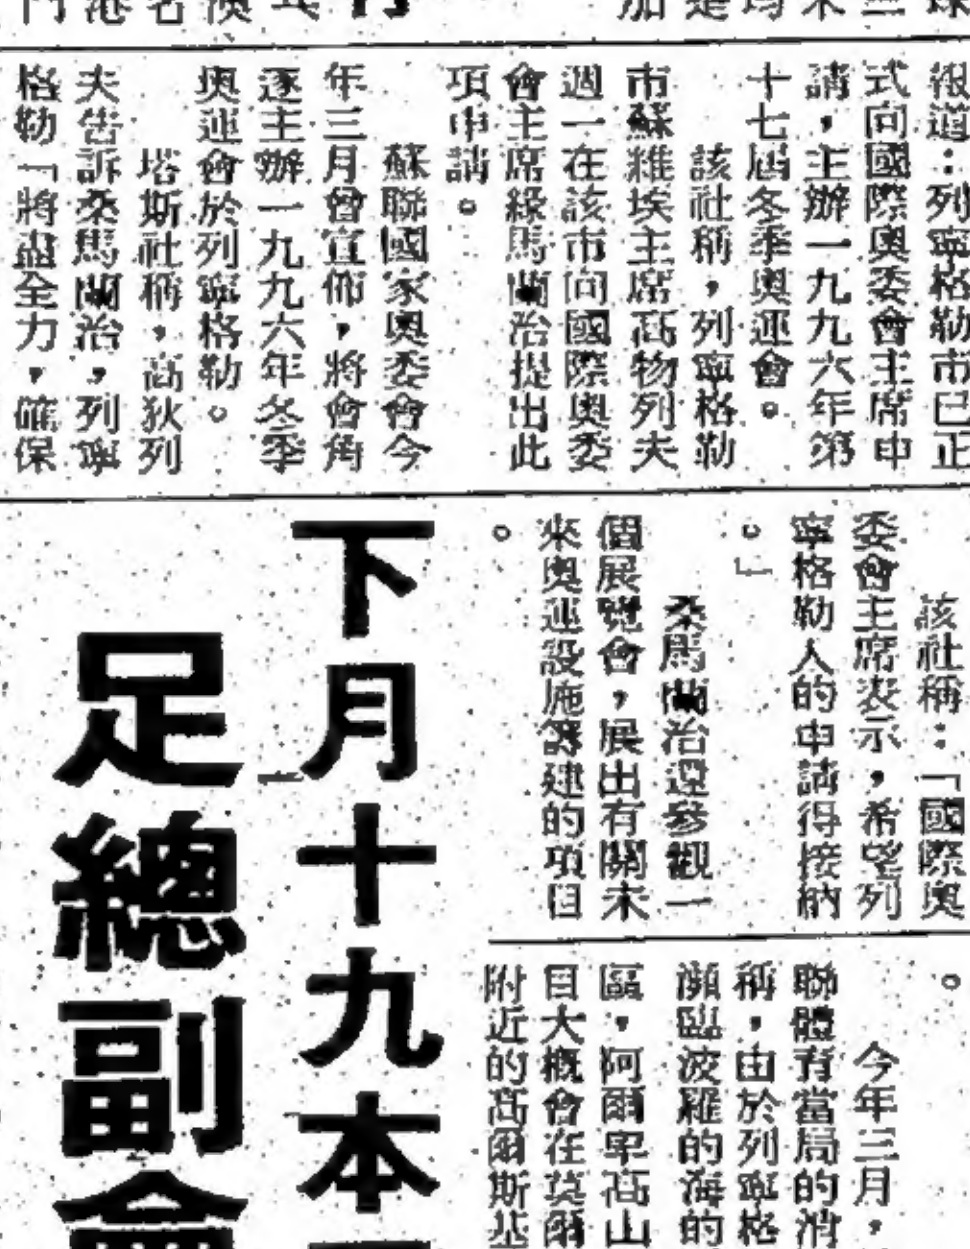 報道：列寧格勒市已正
式向國際奧委會主席申
請，主辦一九九六年第
十七屆冬季奧運會。
該社稱，列寧格勒
市蘇維埃主席高物列夫
週一在該市向國際奧委
會主席緣馬蘭治提出此
項申請。
蘇聯國家奧委會今
年三月曾宣佈，將會角
逐主辦一九九六年冬季
奧運會於列寧格勒。
塔斯社稱，高狄列
夫告訴桑馬蘭治，列寧
格勒「將盡全力，確保
該社稱：「國際奧
委會主席表示，希望列
寧格勒人的申請得接納
。」
桑馬蘭治還參觀一
個展覽會，展出有關未
來奧運設施籌建的項目
。
。
今年三月，
聯體育當局的消
稱，由於列寧格
瀕臨波羅的海的
區，阿爾卑高山
目大概會在莫爾
附近的高爾斯基
下月十九本
足總副會